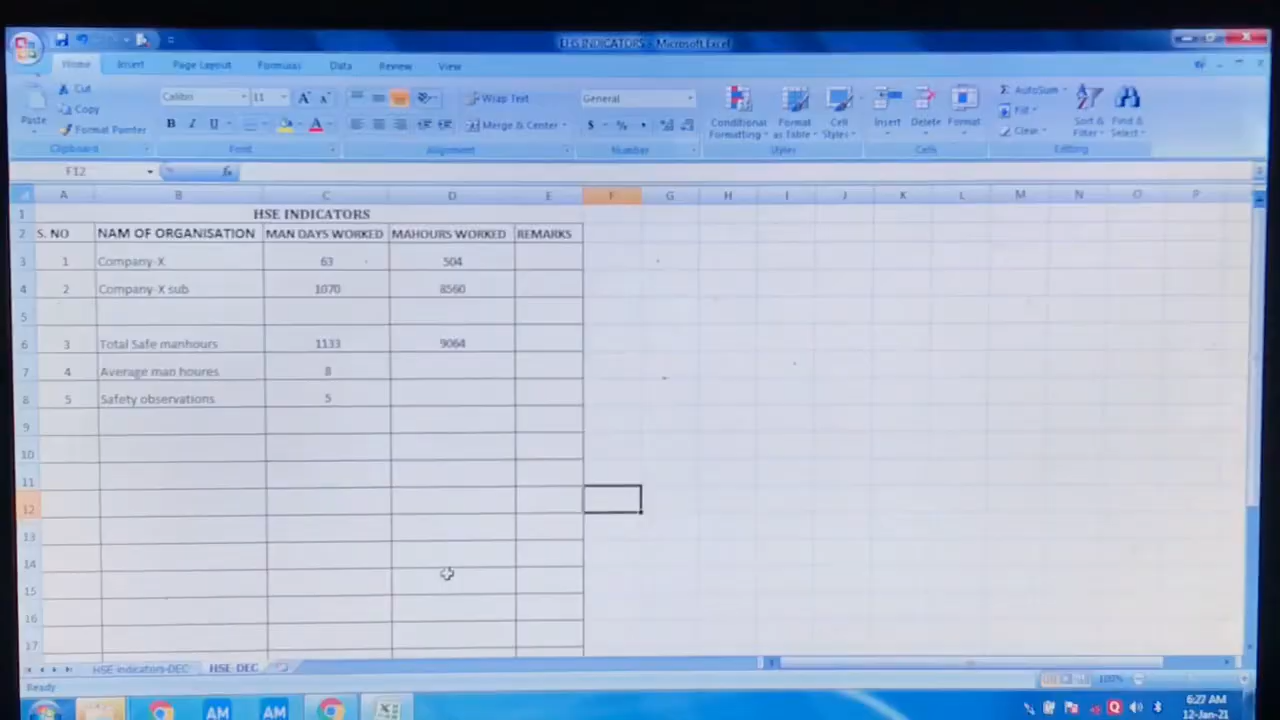 EHS INDICATORS - Microsoft Excel
Home Insert Page Layout Formulas Data Review View
Cut
Copy
Format Painter
Paste
Clipboard
Calibri 11
B I U
Font
Wrap Text
Merge & Center
Alignment
General
$ % ,
Number
Conditional Formatting
Format as Table
Cell Styles
Styles
Insert Delete Format
Cells
AutoSum
Fill
Clear
Sort & Filter
Find & Select
Editing
F12 fx
A B C D E F G H I J K L M N O P
1 HSE INDICATORS
2 S. NO NAM OF ORGANISATION MAN DAYS WORKED MAHOURS WORKED REMARKS
3 1 Company-X 63 504
4 2 Company-X sub 1070 8560
5
6 3 Total Safe manhours 1133 9064
7 4 Average man houres 8
8 5 Safety observations 5
9
10
11
12
13
14
15
16
17
HSE indicators-DEC HSE DEC
Ready 100%
AM AM
6:27 AM
12-Jan-21